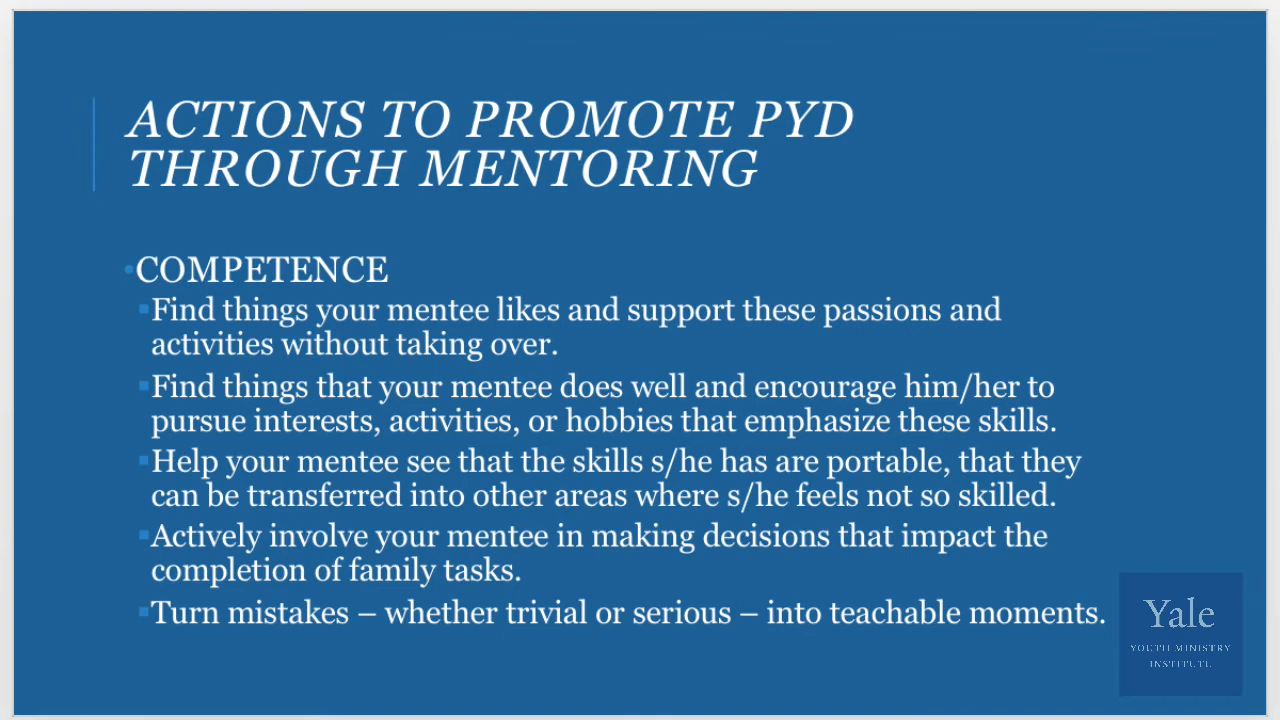 ACTIONS TO PROMOTE PYD
THROUGH MENTORING
•COMPETENCE
▪Find things your mentee likes and support these passions and
activities without taking over.
▪Find things that your mentee does well and encourage him/her to
pursue interests, activities, or hobbies that emphasize these skills.
▪Help your mentee see that the skills s/he has are portable, that they
can be transferred into other areas where s/he feels not so skilled.
▪Actively involve your mentee in making decisions that impact the
completion of family tasks.
▪Turn mistakes – whether trivial or serious – into teachable moments.
Yale
YOUTH MINISTRY
INSTITUTE